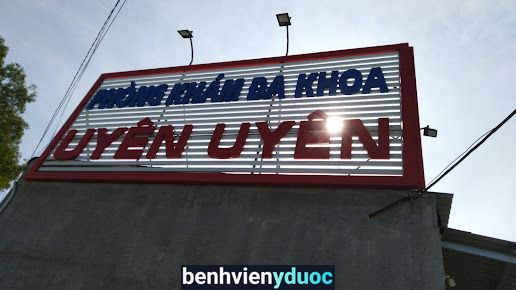 PHÒNG KHÁM ĐA KHOA
UYÊN UYÊN
benhvienyduoc